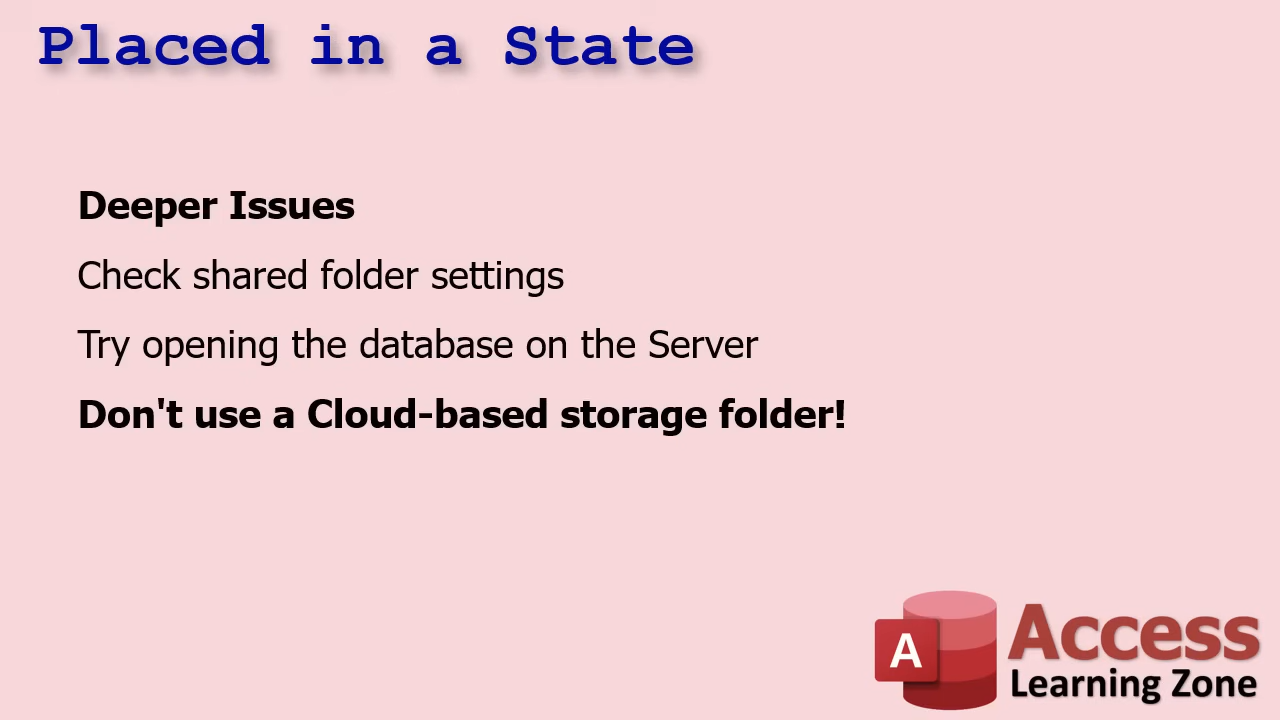 Placed in a State
Deeper Issues
Check shared folder settings
Try opening the database on the Server
Don't use a Cloud-based storage folder!
A
Access
Learning Zone